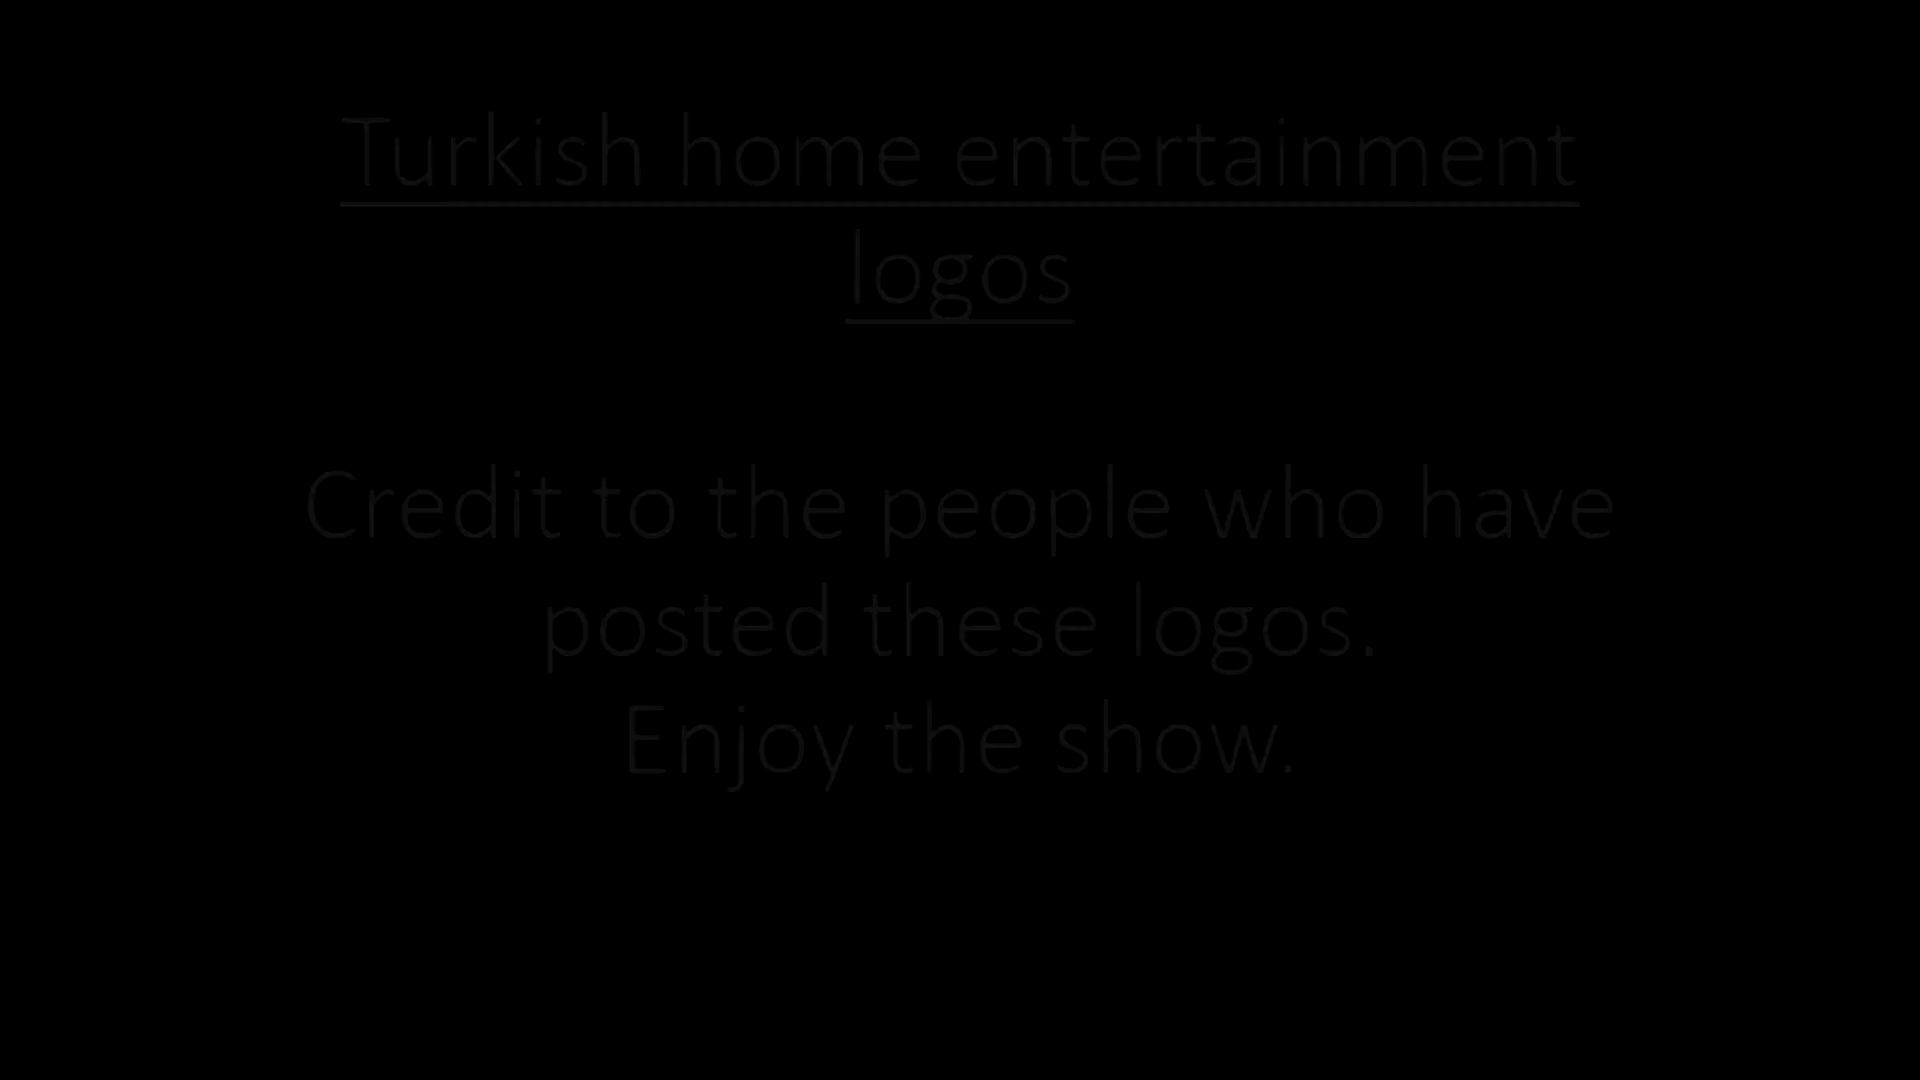 Turkish home entertainment
logos
Credit to the people who have
posted these logos.
Enjoy the show.